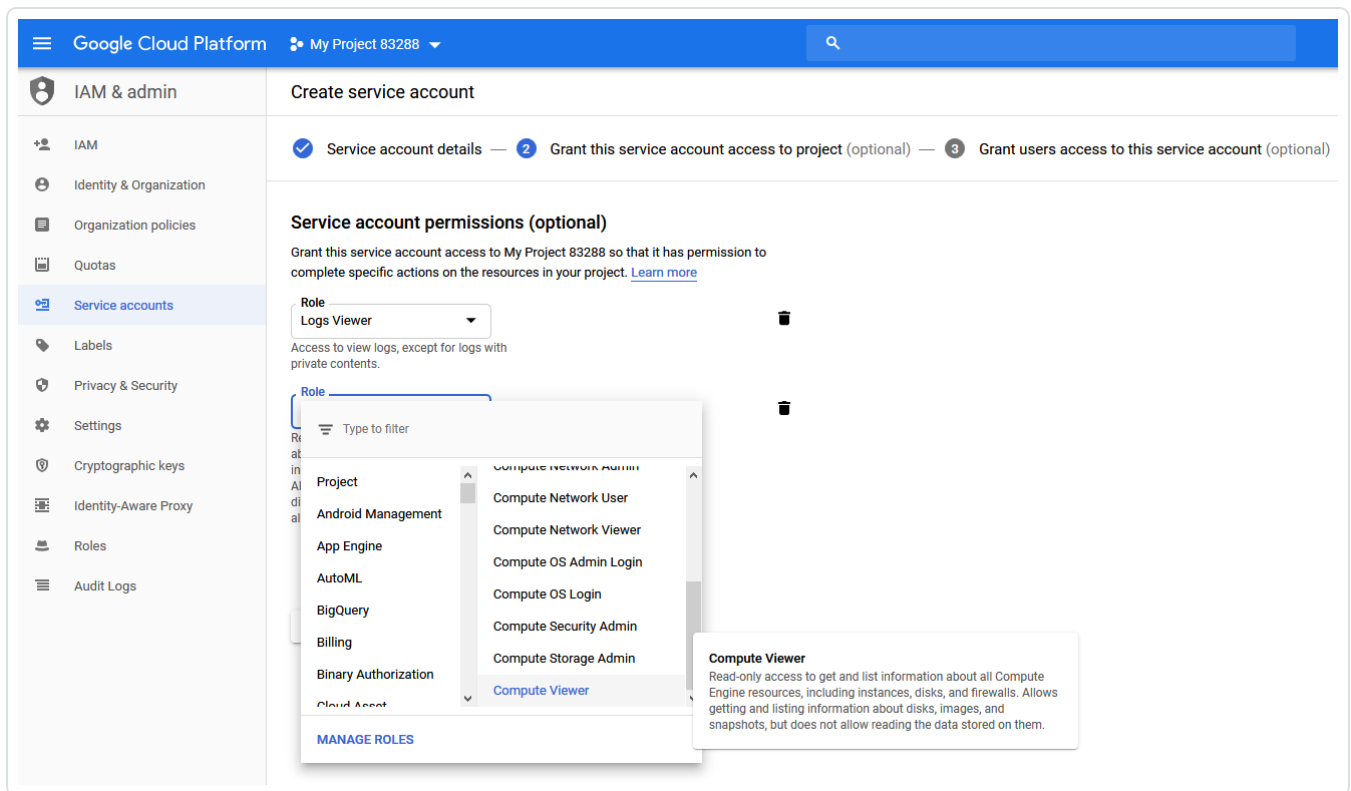 Google Cloud Platform
My Project 83288
IAM & admin
Create service account
IAM
Identity & Organization
Organization policies
Quotas
Service accounts
Labels
Privacy & Security
Settings
Cryptographic keys
Identity-Aware Proxy
Roles
Audit Logs
Service account details
2 Grant this service account access to project (optional)
3 Grant users access to this service account (optional)
Service account permissions (optional)
Grant this service account access to My Project 83288 so that it has permission to
complete specific actions on the resources in your project. Learn more
Role
Logs Viewer
Access to view logs, except for logs with
private contents.
Role
Type to filter
Project
Android Management
App Engine
AutoML
BigQuery
Billing
Binary Authorization
Cloud Asset
Compute Network Admin
Compute Network User
Compute Network Viewer
Compute OS Admin Login
Compute OS Login
Compute Security Admin
Compute Storage Admin
Compute Viewer
MANAGE ROLES
Compute Viewer
Read-only access to get and list information about all Compute
Engine resources, including instances, disks, and firewalls. Allows
getting and listing information about disks, images, and
snapshots, but does not allow reading the data stored on them.